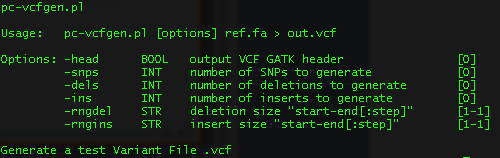 pc-vcfgen.pl
Usage: pc-vcfgen.pl [options] ref.fa > out.vcf
Options: -head BOOL output VCF GATK header [0]
-snps INT number of SNPs to generate [0]
-dels INT number of deletions to generate [0]
-ins INT number of inserts to generate [0]
-rngdel STR deletion size "start-end[:step]" [1-1]
-rngins STR insert size "start-end[:step]" [1-1]
Generate a test Variant File .vcf